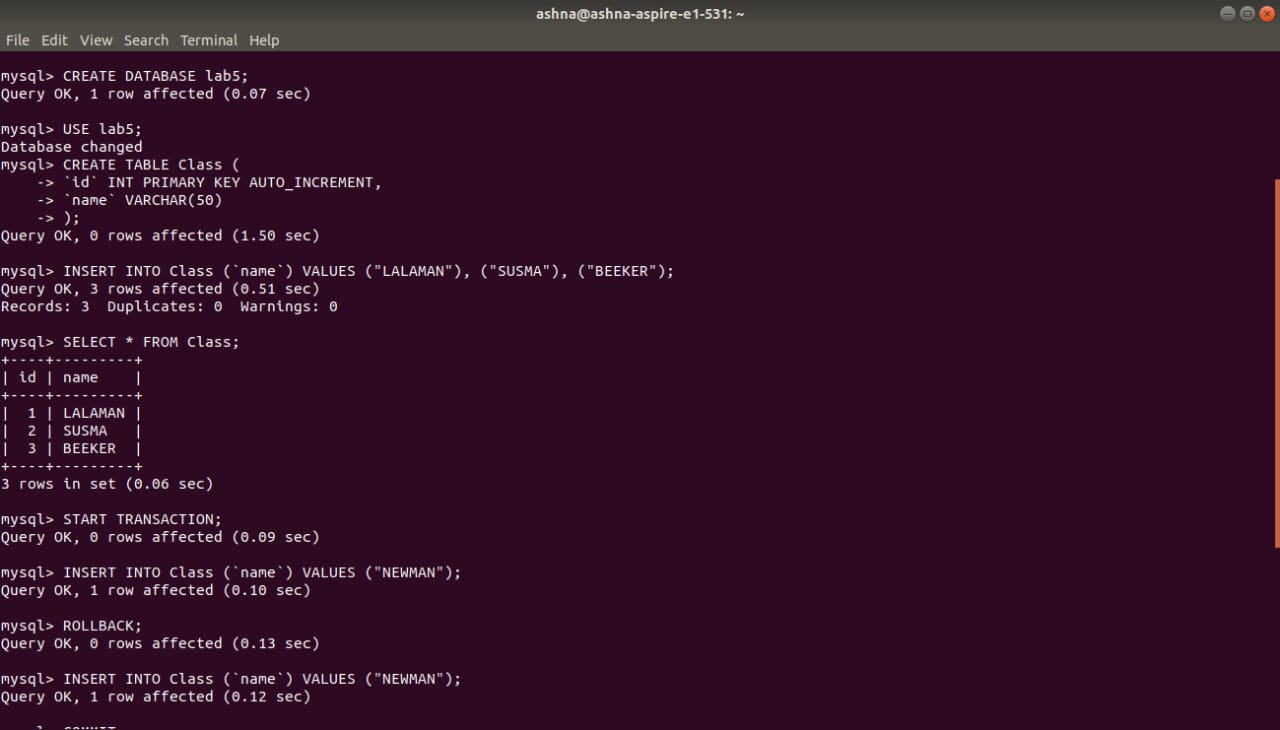 ashna@ashna-aspire-e1-531: ~
File Edit View Search Terminal Help
mysql> CREATE DATABASE lab5;
Query OK, 1 row affected (0.07 sec)
mysql> USE lab5;
Database changed
mysql> CREATE TABLE Class (
    -> `id` INT PRIMARY KEY AUTO_INCREMENT,
    -> `name` VARCHAR(50)
    -> );
Query OK, 0 rows affected (1.50 sec)
mysql> INSERT INTO Class (`name`) VALUES ("LALAMAN"), ("SUSMA"), ("BEEKER");
Query OK, 3 rows affected (0.51 sec)
Records: 3  Duplicates: 0  Warnings: 0
mysql> SELECT * FROM Class;
+----+---------+
| id | name    |
+----+---------+
|  1 | LALAMAN |
|  2 | SUSMA   |
|  3 | BEEKER  |
+----+---------+
3 rows in set (0.06 sec)
mysql> START TRANSACTION;
Query OK, 0 rows affected (0.09 sec)
mysql> INSERT INTO Class (`name`) VALUES ("NEWMAN");
Query OK, 1 row affected (0.10 sec)
mysql> ROLLBACK;
Query OK, 0 rows affected (0.13 sec)
mysql> INSERT INTO Class (`name`) VALUES ("NEWMAN");
Query OK, 1 row affected (0.12 sec)